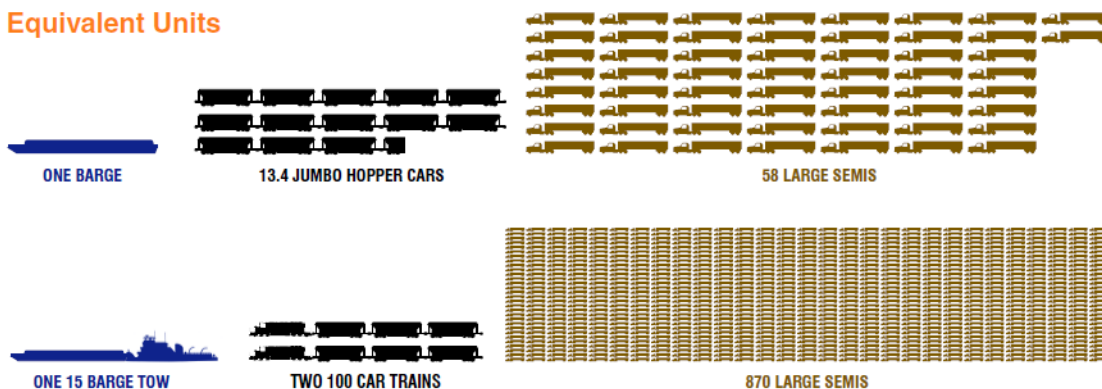 Equivalent Units
ONE BARGE
13.4 JUMBO HOPPER CARS
58 LARGE SEMIS
ONE 15 BARGE TOW
TWO 100 CAR TRAINS
870 LARGE SEMIS